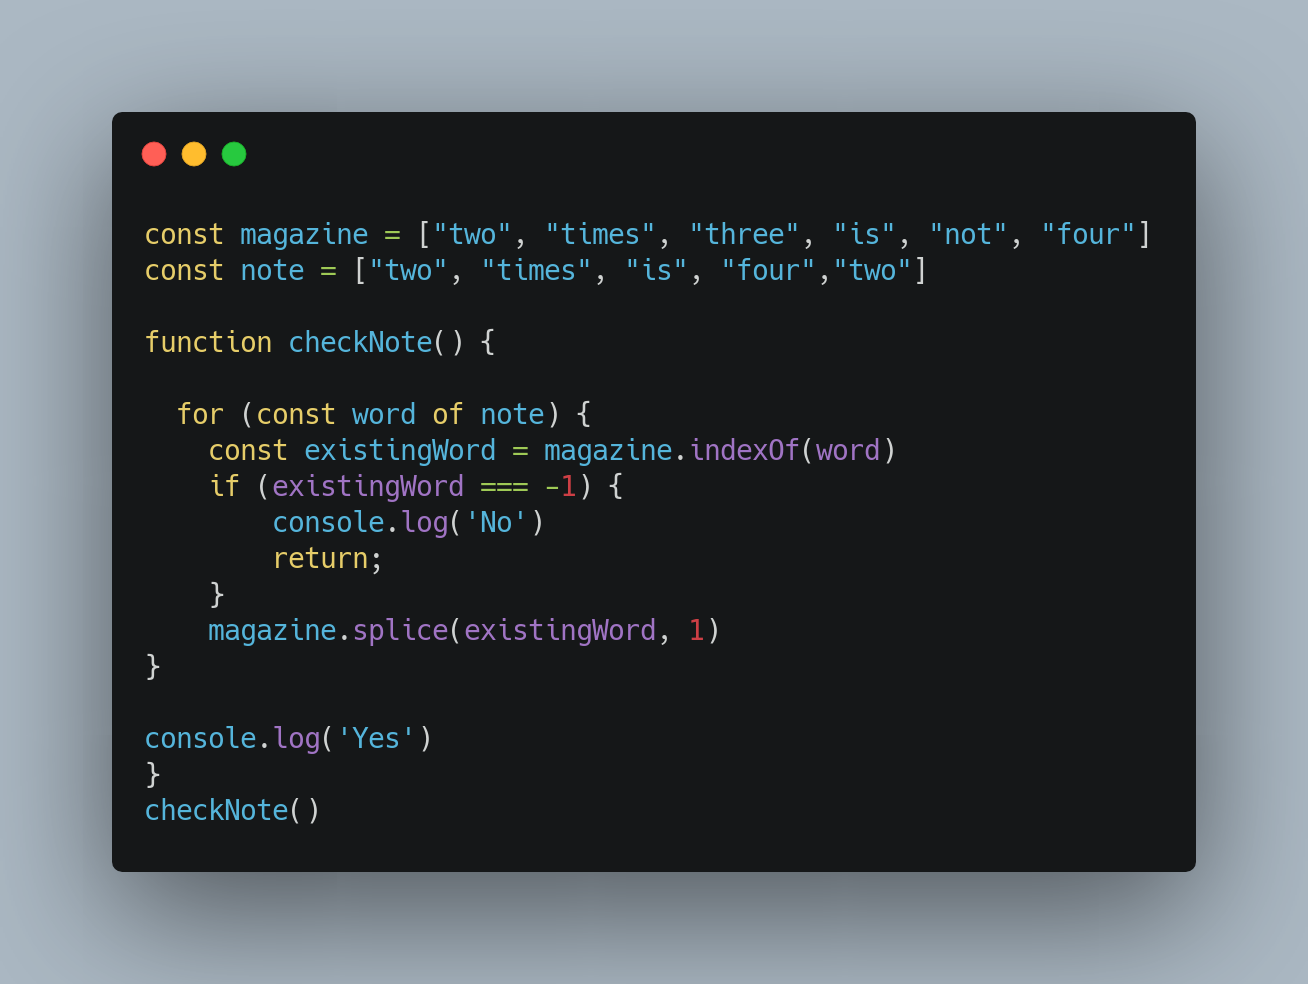 const magazine = ["two", "times", "three", "is", "not", "four"]
const note = ["two", "times", "is", "four","two"]

function checkNote() {

  for (const word of note) {
    const existingWord = magazine.indexOf(word)
    if (existingWord === -1) {
        console.log('No')
        return;
    }
    magazine.splice(existingWord, 1)
}

console.log('Yes')
}
checkNote()